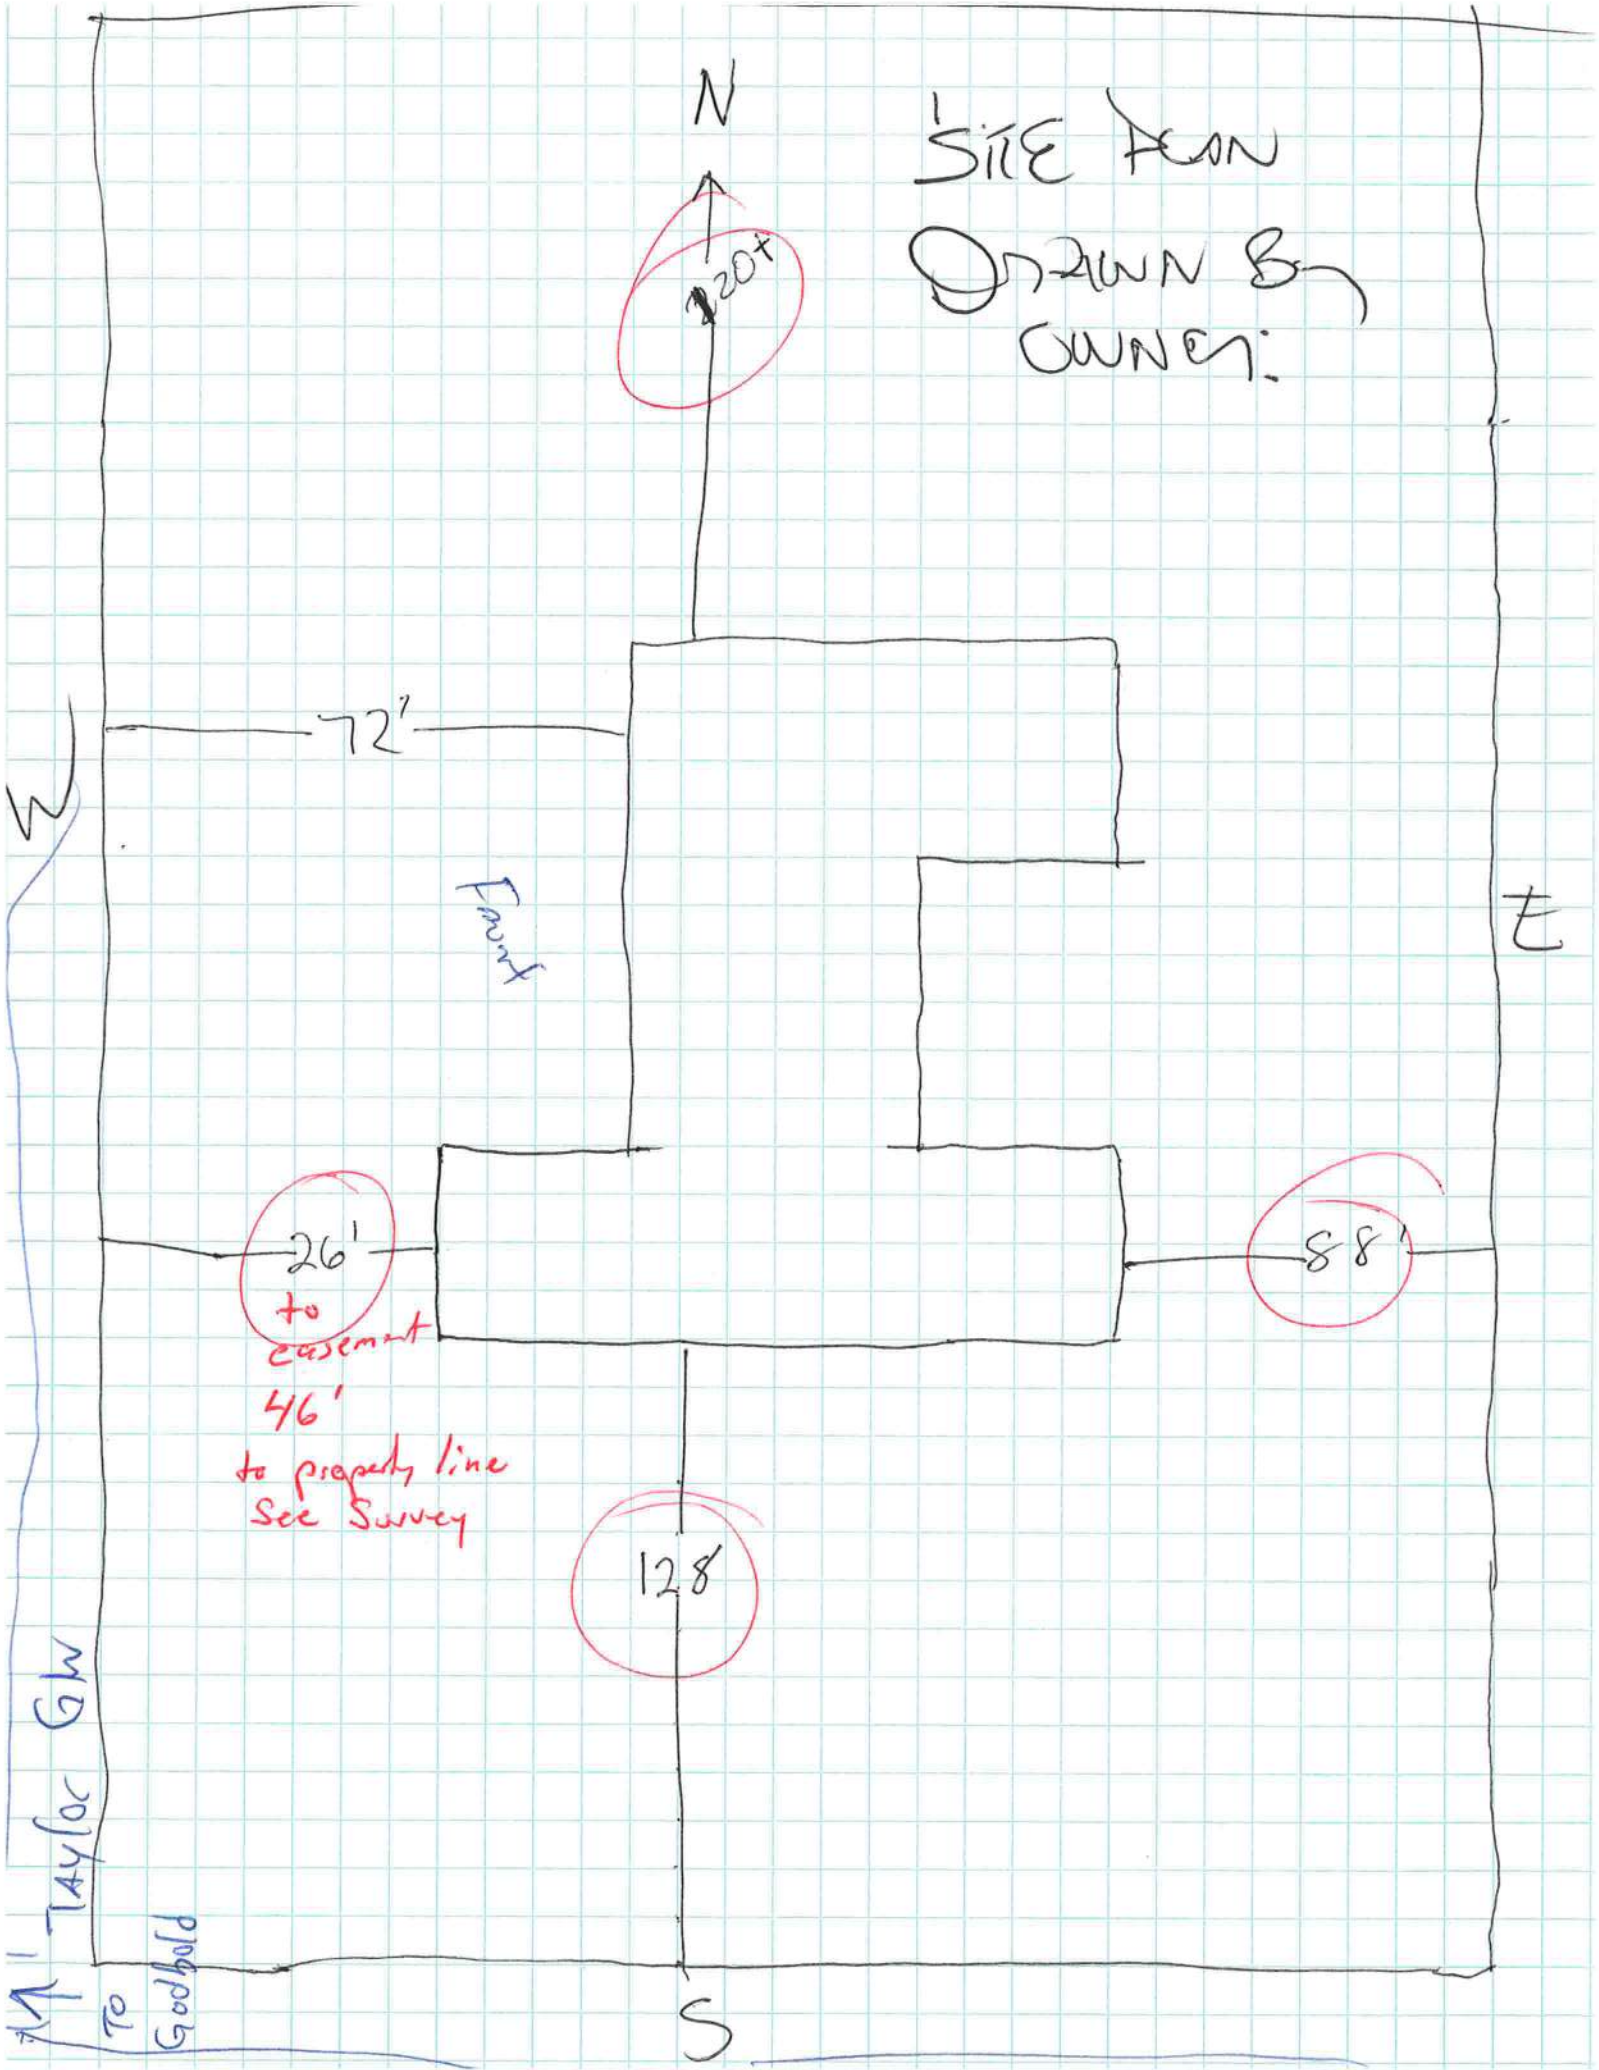 N
SITE PLAN
DRAWN By
OWNER.
220+
72'
W
Front
E
26'
to
easement
46'
to property line
See Survey
88'
128'
TAYlOR GW
To
Godbold
S